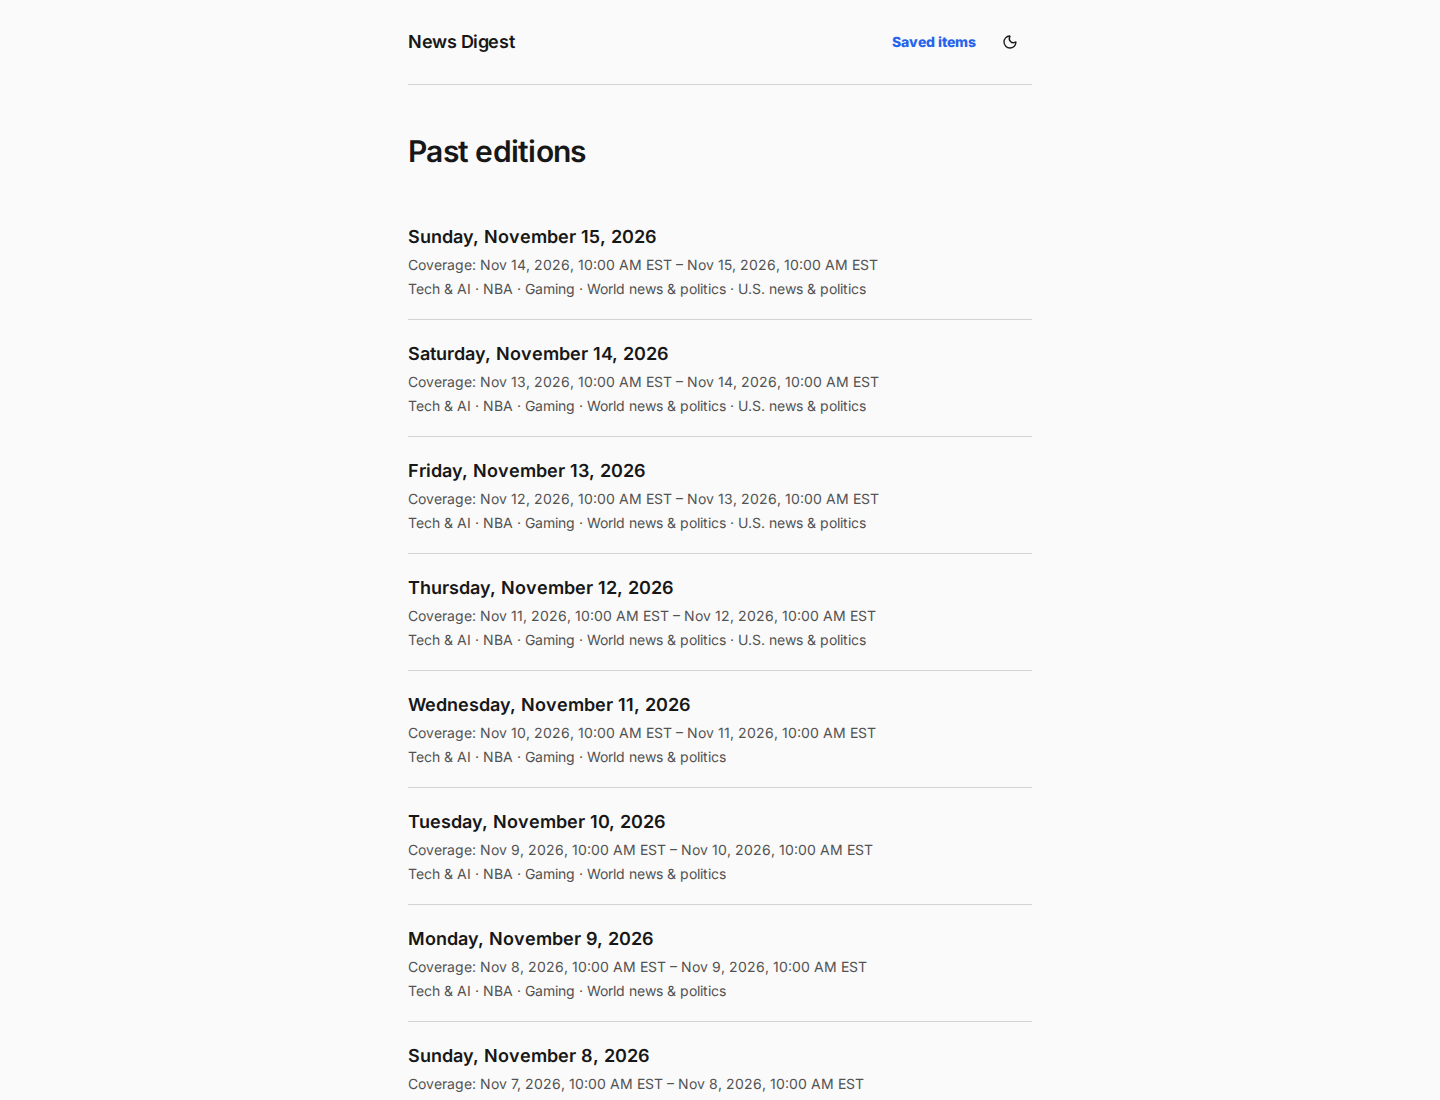 News Digest
Saved items
Past editions
Sunday, November 15, 2026
Coverage: Nov 14, 2026, 10:00 AM EST – Nov 15, 2026, 10:00 AM EST
Tech & AI · NBA · Gaming · World news & politics · U.S. news & politics
Saturday, November 14, 2026
Coverage: Nov 13, 2026, 10:00 AM EST – Nov 14, 2026, 10:00 AM EST
Tech & AI · NBA · Gaming · World news & politics · U.S. news & politics
Friday, November 13, 2026
Coverage: Nov 12, 2026, 10:00 AM EST – Nov 13, 2026, 10:00 AM EST
Tech & AI · NBA · Gaming · World news & politics · U.S. news & politics
Thursday, November 12, 2026
Coverage: Nov 11, 2026, 10:00 AM EST – Nov 12, 2026, 10:00 AM EST
Tech & AI · NBA · Gaming · World news & politics · U.S. news & politics
Wednesday, November 11, 2026
Coverage: Nov 10, 2026, 10:00 AM EST – Nov 11, 2026, 10:00 AM EST
Tech & AI · NBA · Gaming · World news & politics
Tuesday, November 10, 2026
Coverage: Nov 9, 2026, 10:00 AM EST – Nov 10, 2026, 10:00 AM EST
Tech & AI · NBA · Gaming · World news & politics
Monday, November 9, 2026
Coverage: Nov 8, 2026, 10:00 AM EST – Nov 9, 2026, 10:00 AM EST
Tech & AI · NBA · Gaming · World news & politics
Sunday, November 8, 2026
Coverage: Nov 7, 2026, 10:00 AM EST – Nov 8, 2026, 10:00 AM EST